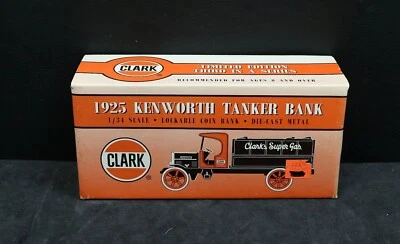 CLARK
LIMITED EDITION
THIRD IN A SERIES
RECOMMENDED FOR AGES 8 AND OVER
1925 KENWORTH TANKER BANK
1/34 SCALE • LOCKABLE COIN BANK • DIE-CAST METAL
CLARK
Clark's Super Gas